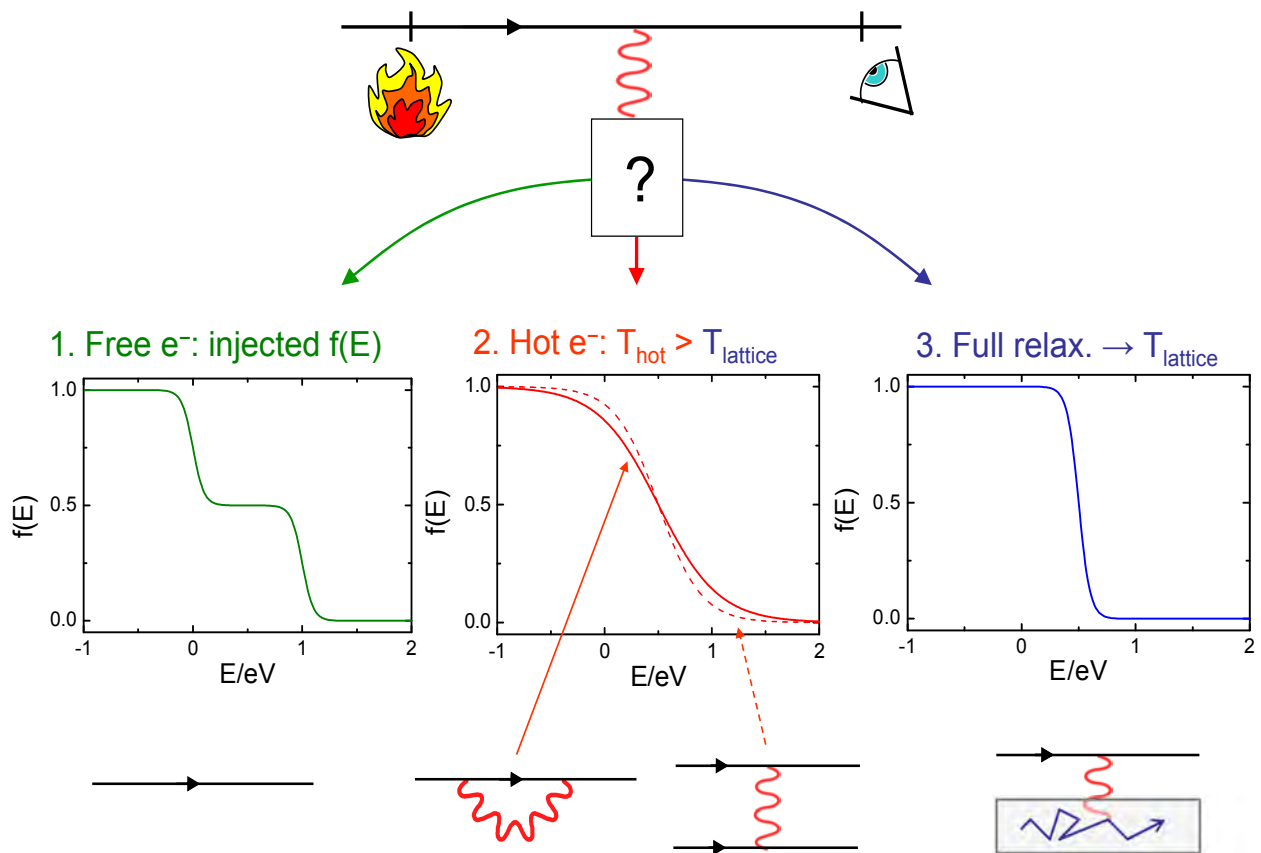 ?
1. Free e⁻: injected f(E)
2. Hot e⁻: T_hot > T_lattice
3. Full relax. → T_lattice
1.0
0.5
0.0
f(E)
-1
0
1
2
E/eV
1.0
0.5
0.0
f(E)
-1
0
1
2
E/eV
1.0
0.5
0.0
f(E)
-1
0
1
2
E/eV